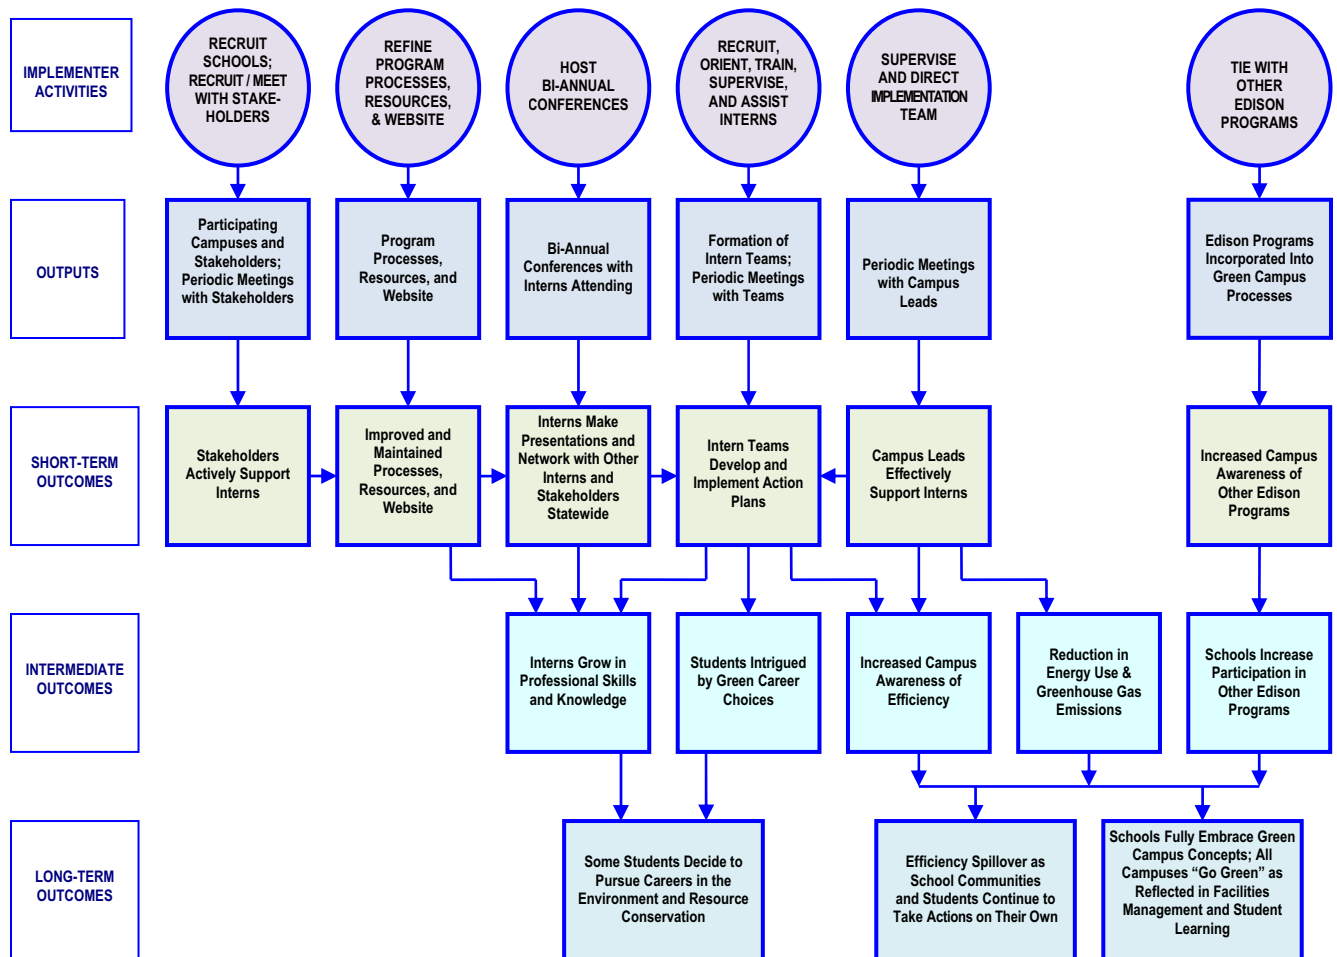 IMPLEMENTER
ACTIVITIES
RECRUIT
SCHOOLS;
RECRUIT / MEET
WITH STAKE-
HOLDERS
REFINE
PROGRAM
PROCESSES,
RESOURCES,
& WEBSITE
HOST
BI-ANNUAL
CONFERENCES
RECRUIT,
ORIENT, TRAIN,
SUPERVISE,
AND ASSIST
INTERNS
SUPERVISE
AND DIRECT
IMPLEMENTATION
TEAM
TIE WITH
OTHER
EDISON
PROGRAMS
OUTPUTS
Participating
Campuses and
Stakeholders;
Periodic Meetings
with Stakeholders
Program
Processes,
Resources, and
Website
Bi-Annual
Conferences with
Interns Attending
Formation of
Intern Teams;
Periodic Meetings
with Teams
Periodic Meetings
with Campus
Leads
Edison Programs
Incorporated Into
Green Campus
Processes
SHORT-TERM
OUTCOMES
Stakeholders
Actively Support
Interns
Improved and
Maintained
Processes,
Resources, and
Website
Interns Make
Presentations and
Network with Other
Interns and
Stakeholders
Statewide
Intern Teams
Develop and
Implement Action
Plans
Campus Leads
Effectively
Support Interns
Increased Campus
Awareness of
Other Edison
Programs
INTERMEDIATE
OUTCOMES
Interns Grow in
Professional Skills
and Knowledge
Students Intrigued
by Green Career
Choices
Increased Campus
Awareness of
Efficiency
Reduction in
Energy Use &
Greenhouse Gas
Emissions
Schools Increase
Participation in
Other Edison
Programs
LONG-TERM
OUTCOMES
Some Students Decide to
Pursue Careers in the
Environment and Resource
Conservation
Efficiency Spillover as
School Communities
and Students Continue to
Take Actions on Their Own
Schools Fully Embrace Green
Campus Concepts; All
Campuses “Go Green” as
Reflected in Facilities
Management and Student
Learning